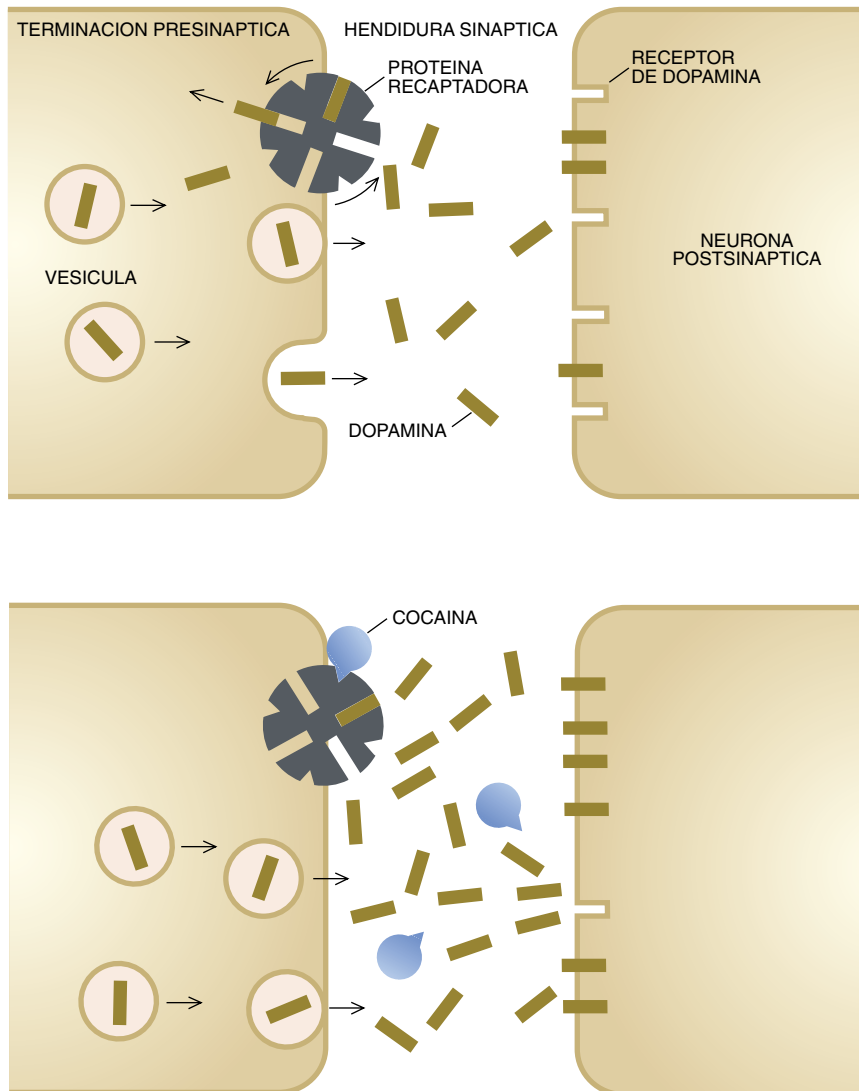 TERMINACION PRESINAPTICA
HENDIDURA SINAPTICA
PROTEINA
RECAPTADORA
RECEPTOR
DE DOPAMINA
VESICULA
NEURONA
POSTSINAPTICA
DOPAMINA
COCAINA